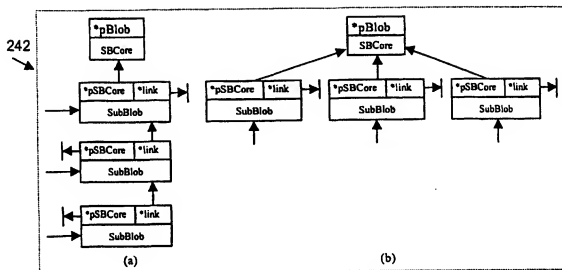 242
*pBlob *pBlob
SBCore SBCore
*pSBCore *link *pSBCore *link *pSBCore *link *pSBCore *link
SubBlob SubBlob SubBlob SubBlob
*pSBCore *link
SubBlob
*pSBCore *link
SubBlob
(a) (b)